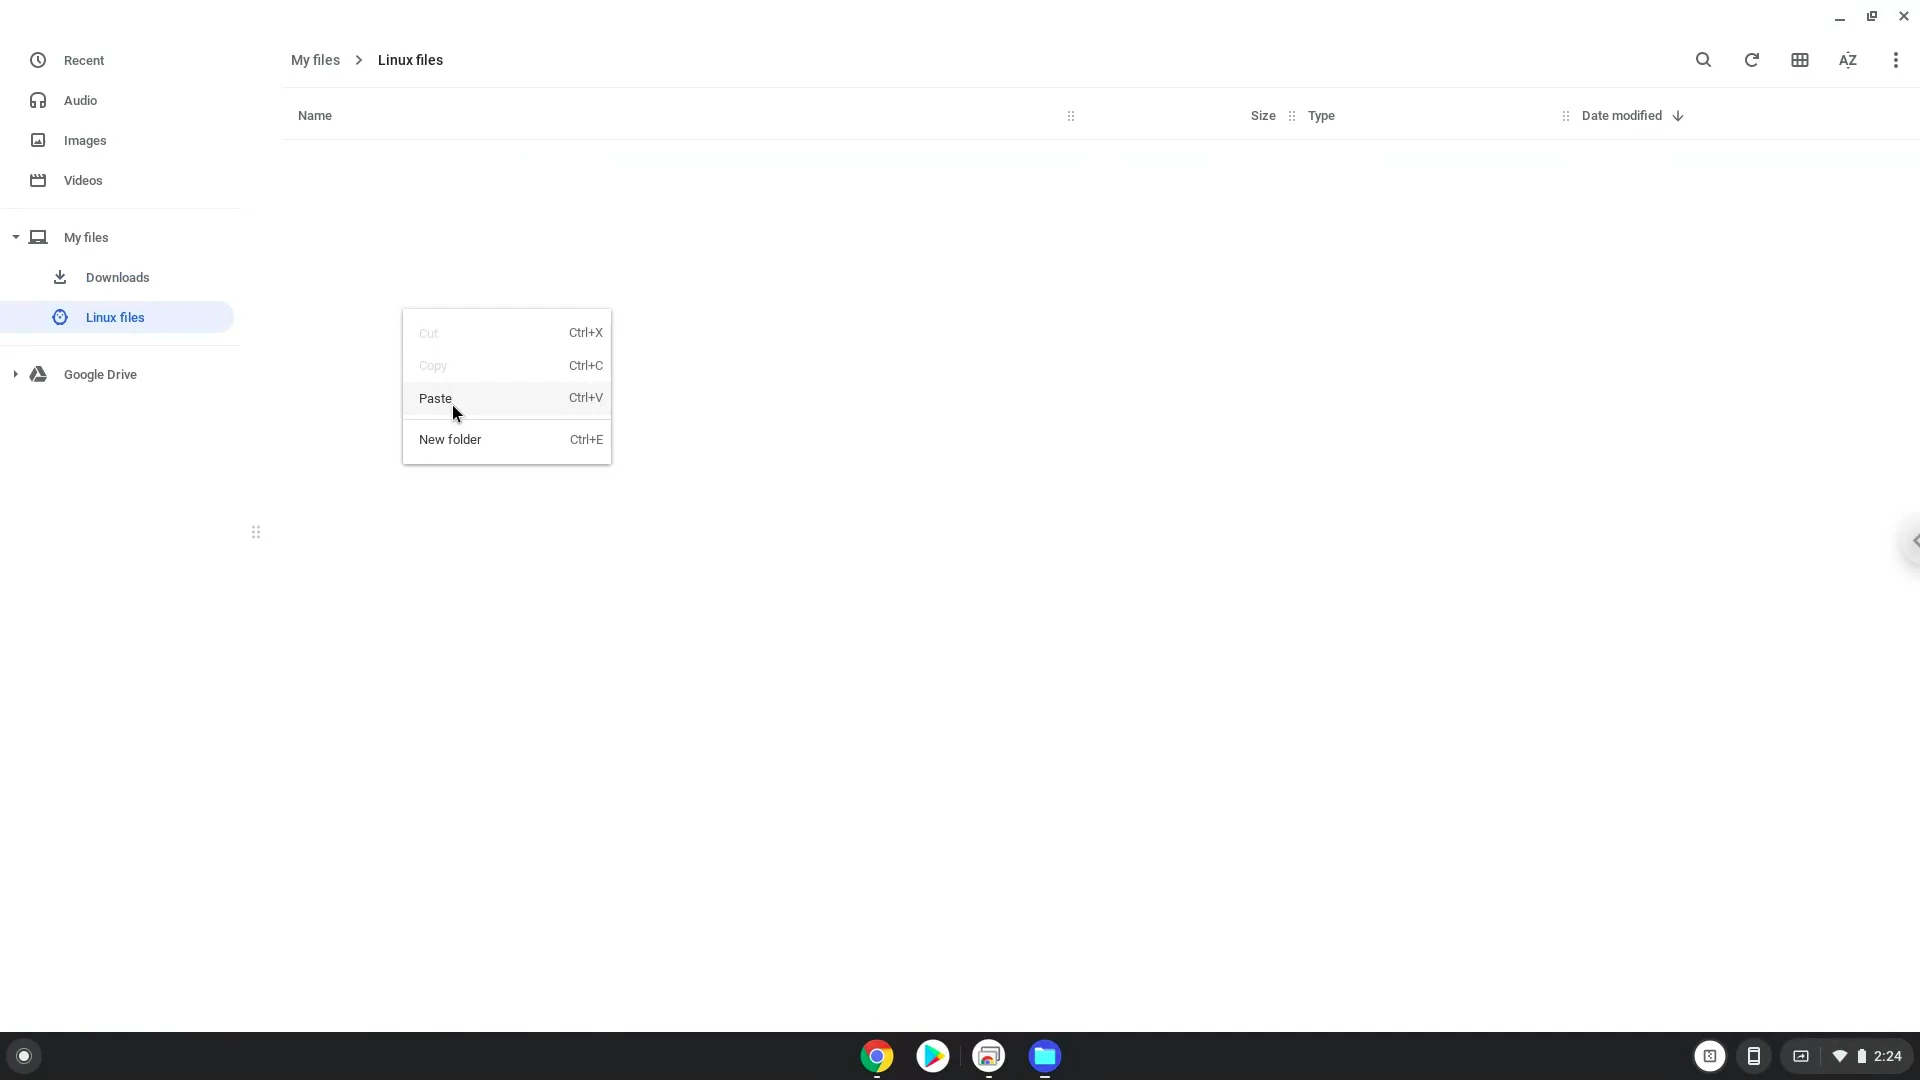 Recent
Audio
Images
Videos
My files
Downloads
Linux files
Google Drive
My files Linux files
AZ
Name Size Type Date modified
Cut Ctrl+X
Copy Ctrl+C
Paste Ctrl+V
New folder Ctrl+E
2:24